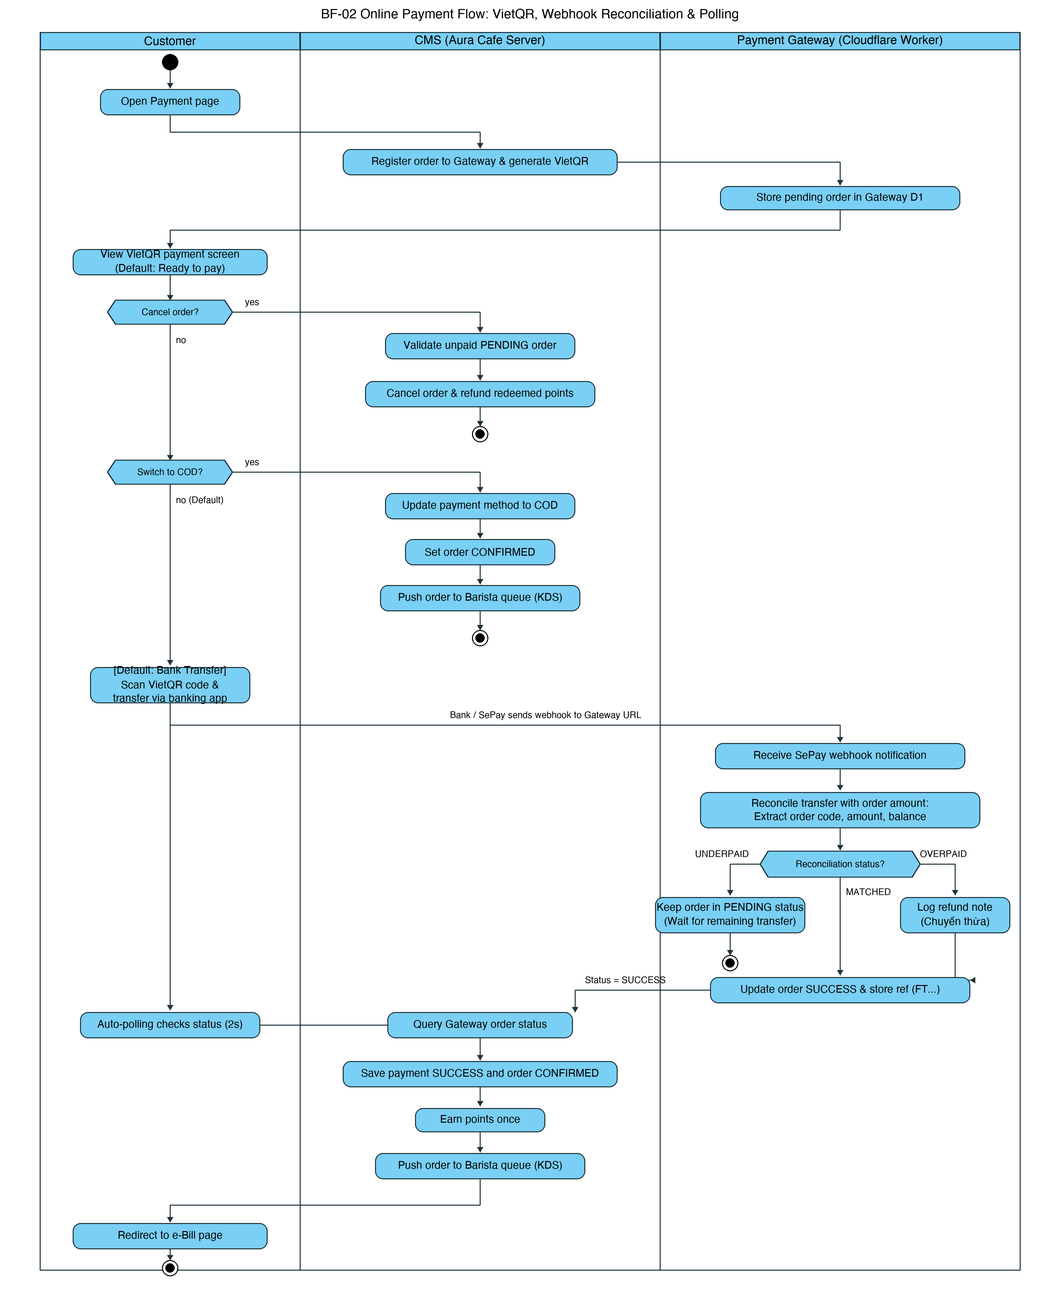 BF-02 Online Payment Flow: VietQR, Webhook Reconciliation & Polling
Customer
CMS (Aura Cafe Server)
Payment Gateway (Cloudflare Worker)
Open Payment page
Register order to Gateway & generate VietQR
Store pending order in Gateway D1
View VietQR payment screen
(Default: Ready to pay)
Cancel order?
yes
no
Validate unpaid PENDING order
Cancel order & refund redeemed points
Switch to COD?
yes
no (Default)
Update payment method to COD
Set order CONFIRMED
Push order to Barista queue (KDS)
[Default: Bank Transfer]
Scan VietQR code &
transfer via banking app
Bank / SePay sends webhook to Gateway URL
Receive SePay webhook notification
Reconcile transfer with order amount:
Extract order code, amount, balance
Reconciliation status?
UNDERPAID
OVERPAID
MATCHED
Keep order in PENDING status
(Wait for remaining transfer)
Log refund note
(Chuyển thừa)
Status = SUCCESS
Update order SUCCESS & store ref (FT...)
Auto-polling checks status (2s)
Query Gateway order status
Save payment SUCCESS and order CONFIRMED
Earn points once
Push order to Barista queue (KDS)
Redirect to e-Bill page